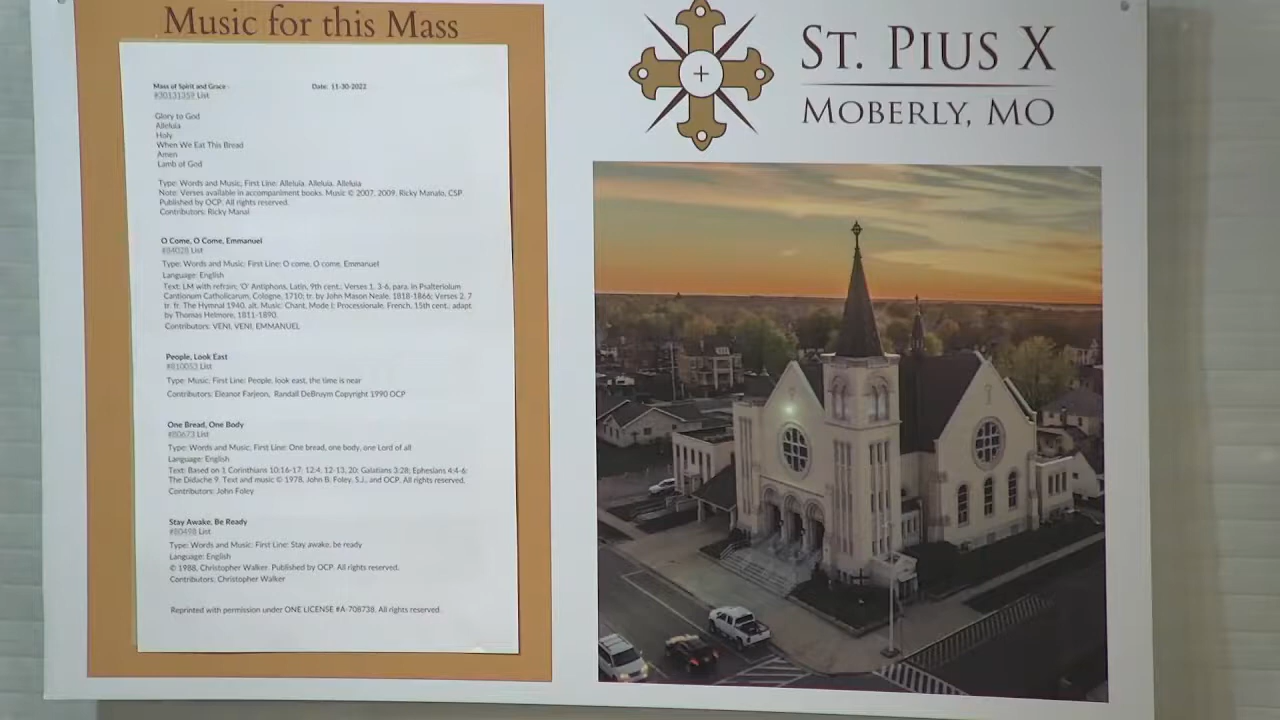 Music for this Mass
Mass of Spirit and Grace - Date: 11-30-2022
#30131359 List
Glory to God
Alleluia
Holy
When We Eat This Bread
Amen
Lamb of God
Type: Words and Music; First Line: Alleluia, Alleluia, Alleluia
Note: Verses available in accompaniment books. Music © 2007, 2009, Ricky Manalo, CSP.
Published by OCP. All rights reserved.
Contributors: Ricky Manal
O Come, O Come, Emmanuel
#84028 List
Type: Words and Music; First Line: O come, O come, Emmanuel
Language: English
Text: LM with refrain; 'O' Antiphons, Latin, 9th cent.; Verses 1, 3-6, para. in Psalteriolum
Cantionum Catholicarum, Cologne, 1710; tr. by John Mason Neale, 1818-1866; Verses 2, 7
tr. fr. The Hymnal 1940, alt. Music: Chant, Mode I; Processionale, French, 15th cent.; adapt.
by Thomas Helmore, 1811-1890.
Contributors: VENI, VENI, EMMANUEL
People, Look East
#810053 List
Type: Music; First Line: People, look east, the time is near
Contributors: Eleanor Farjeon, Randall DeBruyn Copyright 1990 OCP
One Bread, One Body
#80673 List
Type: Words and Music; First Line: One bread, one body, one Lord of all
Language: English
Text: Based on 1 Corinthians 10:16-17; 12:4, 12-13, 20; Galatians 3:28; Ephesians 4:4-6;
The Didache 9. Text and music © 1978, John B. Foley, S.J., and OCP. All rights reserved.
Contributors: John Foley
Stay Awake, Be Ready
#80498 List
Type: Words and Music; First Line: Stay awake, be ready
Language: English
© 1988, Christopher Walker. Published by OCP. All rights reserved.
Contributors: Christopher Walker
Reprinted with permission under ONE LICENSE #A-708738. All rights reserved.
ST. PIUS X
MOBERLY, MO